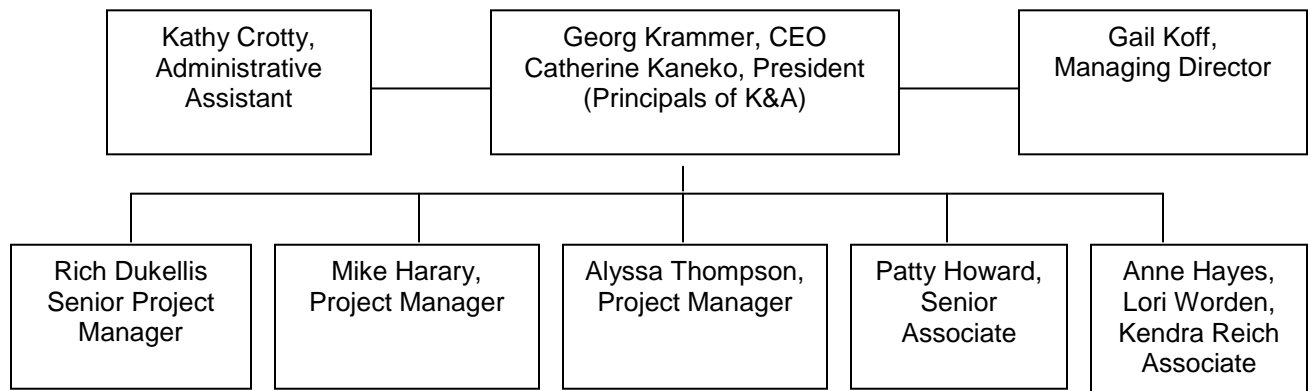 Kathy Crotty,
Administrative
Assistant
Georg Krammer, CEO
Catherine Kaneko, President
(Principals of K&A)
Gail Koff,
Managing Director
Rich Dukellis
Senior Project
Manager
Mike Harary,
Project Manager
Alyssa Thompson,
Project Manager
Patty Howard,
Senior
Associate
Anne Hayes,
Lori Worden,
Kendra Reich
Associate